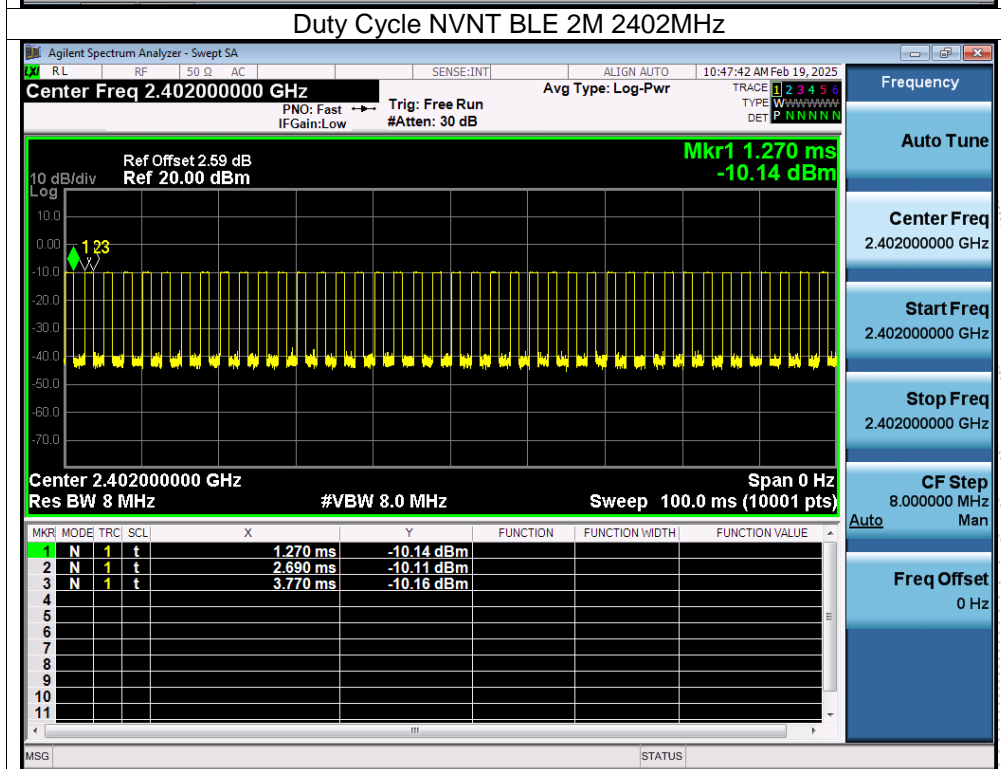 Duty Cycle NVNT BLE 2M 2402MHz
Agilent Spectrum Analyzer - Swept SA
LXI RL RF 50 Ω AC SENSE:INT ALIGN AUTO 10:47:42 AM Feb 19, 2025
Center Freq 2.402000000 GHz
PNO: Fast
IFGain:Low
Trig: Free Run
#Atten: 30 dB
Avg Type: Log-Pwr
TRACE 1 2 3 4 5 6
TYPE WWWWWW
DET P N N N N N
Frequency
Auto Tune
Center Freq
2.402000000 GHz
Start Freq
2.402000000 GHz
Stop Freq
2.402000000 GHz
CF Step
8.000000 MHz
Auto Man
Freq Offset
0 Hz
Mkr1 1.270 ms
-10.14 dBm
Ref Offset 2.59 dB
10 dB/div Ref 20.00 dBm
Log
10.0
0.00
1 2 3
-10.0
-20.0
-30.0
-40.0
-50.0
-60.0
-70.0
Center 2.402000000 GHz Span 0 Hz
Res BW 8 MHz #VBW 8.0 MHz Sweep 100.0 ms (10001 pts)
MKR MODE TRC SCL X Y FUNCTION FUNCTION WIDTH FUNCTION VALUE
1 N 1 t 1.270 ms -10.14 dBm
2 N 1 t 2.690 ms -10.11 dBm
3 N 1 t 3.770 ms -10.16 dBm
4
5
6
7
8
9
10
11
MSG STATUS